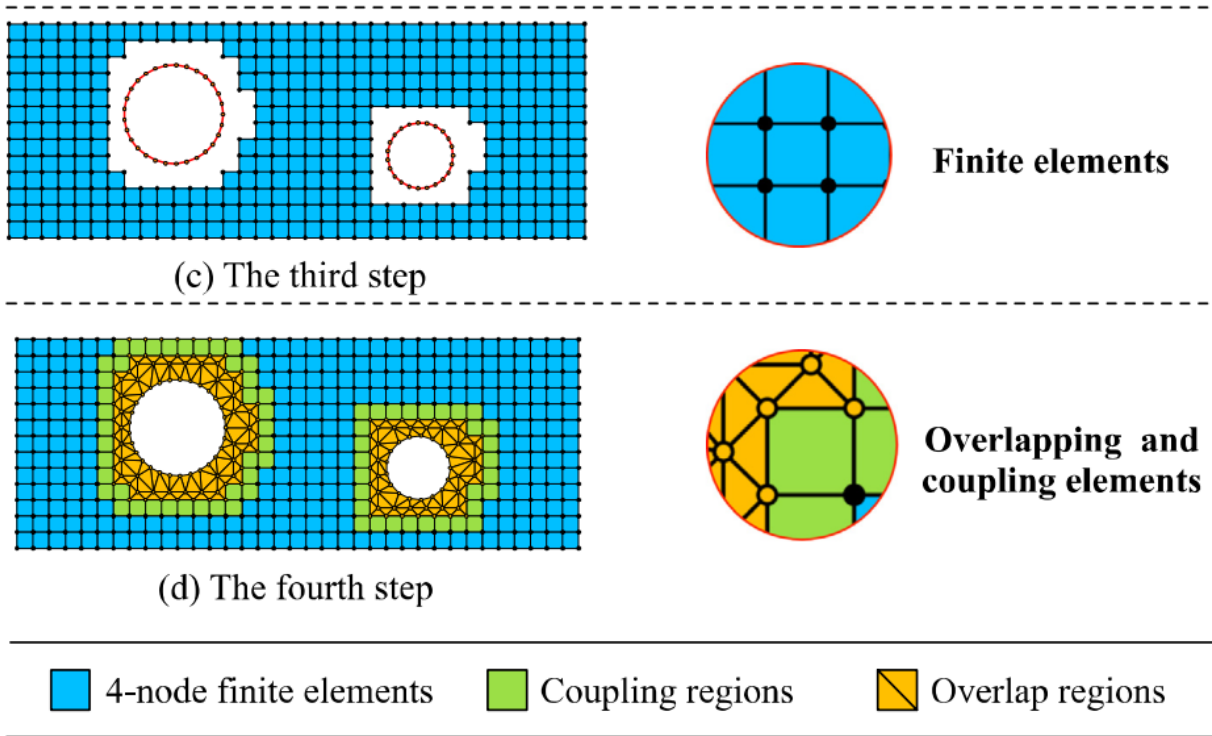 Finite elements
(c) The third step
Overlapping and
coupling elements
(d) The fourth step
4-node finite elements
Coupling regions
Overlap regions